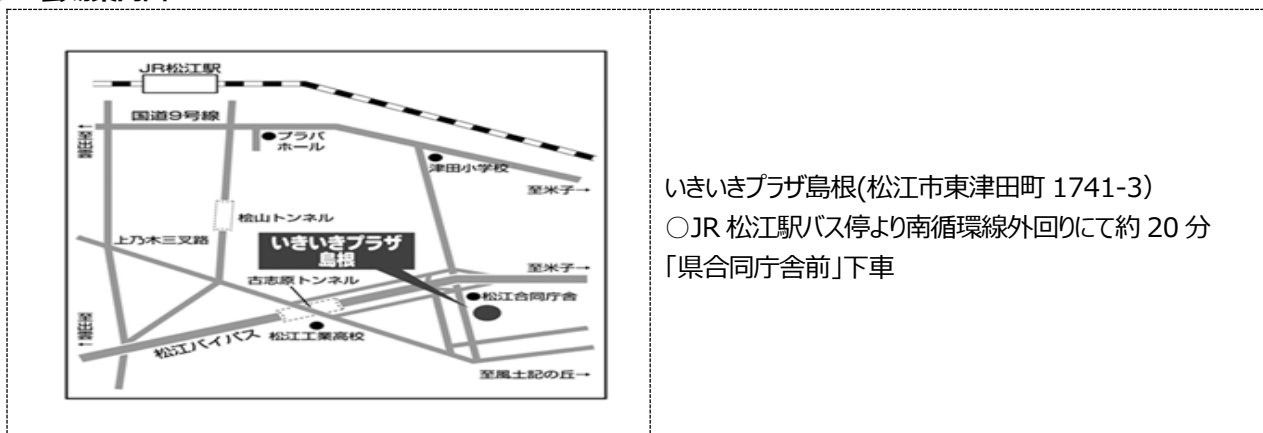 JR松江駅
国道9号線
←至出雲
●プラバ
ホール
津田小学校
至米子→
桧山トンネル
上乃木三叉路
いきいきプラザ
島根
至米子→
古志原トンネル
●松江合同庁舎
至出雲←
松江バイパス
松江工業高校
至風土記の丘→
いきいきプラザ島根(松江市東津田町 1741-3)
○JR 松江駅バス停より南循環線外回りにて約 20 分
「県合同庁舎前」下車